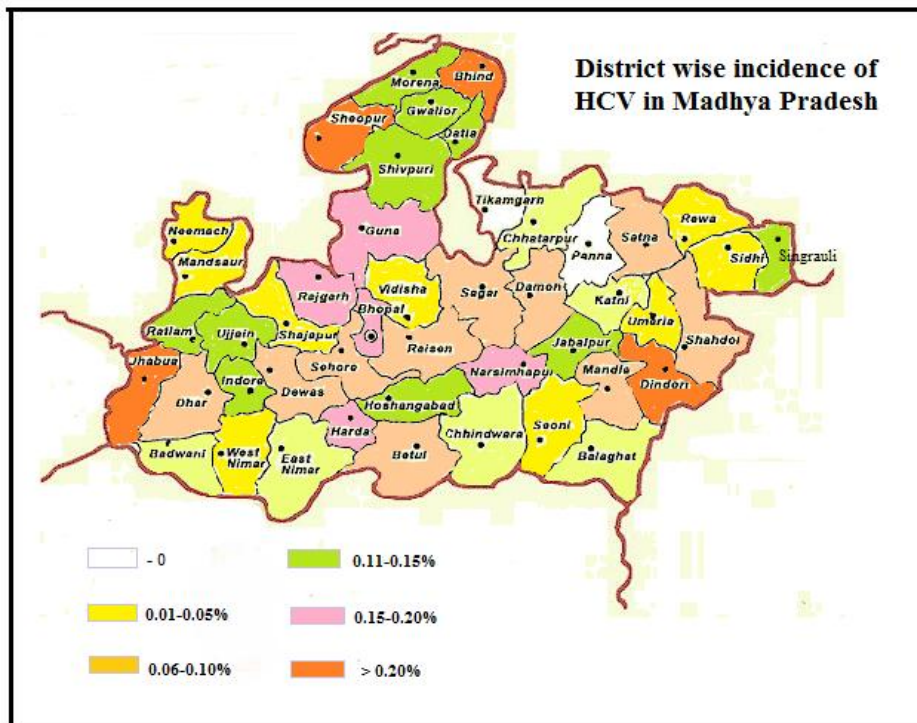 District wise incidence of
HCV in Madhya Pradesh
Morena
Bhind
Gwalior
Sheopur
Datia
Shivpuri
Tikamgarh
Chhatarpur
Panna
Satna
Rewa
Sidhi
Singrauli
Neemach
Mandsaur
Guna
Rajgarh
Vidisha
Sagar
Damoh
Katni
Umeria
Bhopal
Shahdol
Ratlam
Ujjain
Shajapur
Raisen
Jabalpur
Sehore
Jhabua
Narsimhapur
Mandla
Dindori
Indore
Dewas
Dhar
Hoshangabad
Harda
Badwani
West
Nimar
East
Nimar
Betul
Chhindwara
Seoni
Balaghat
- 0
0.11-0.15%
0.01-0.05%
0.15-0.20%
0.06-0.10%
> 0.20%